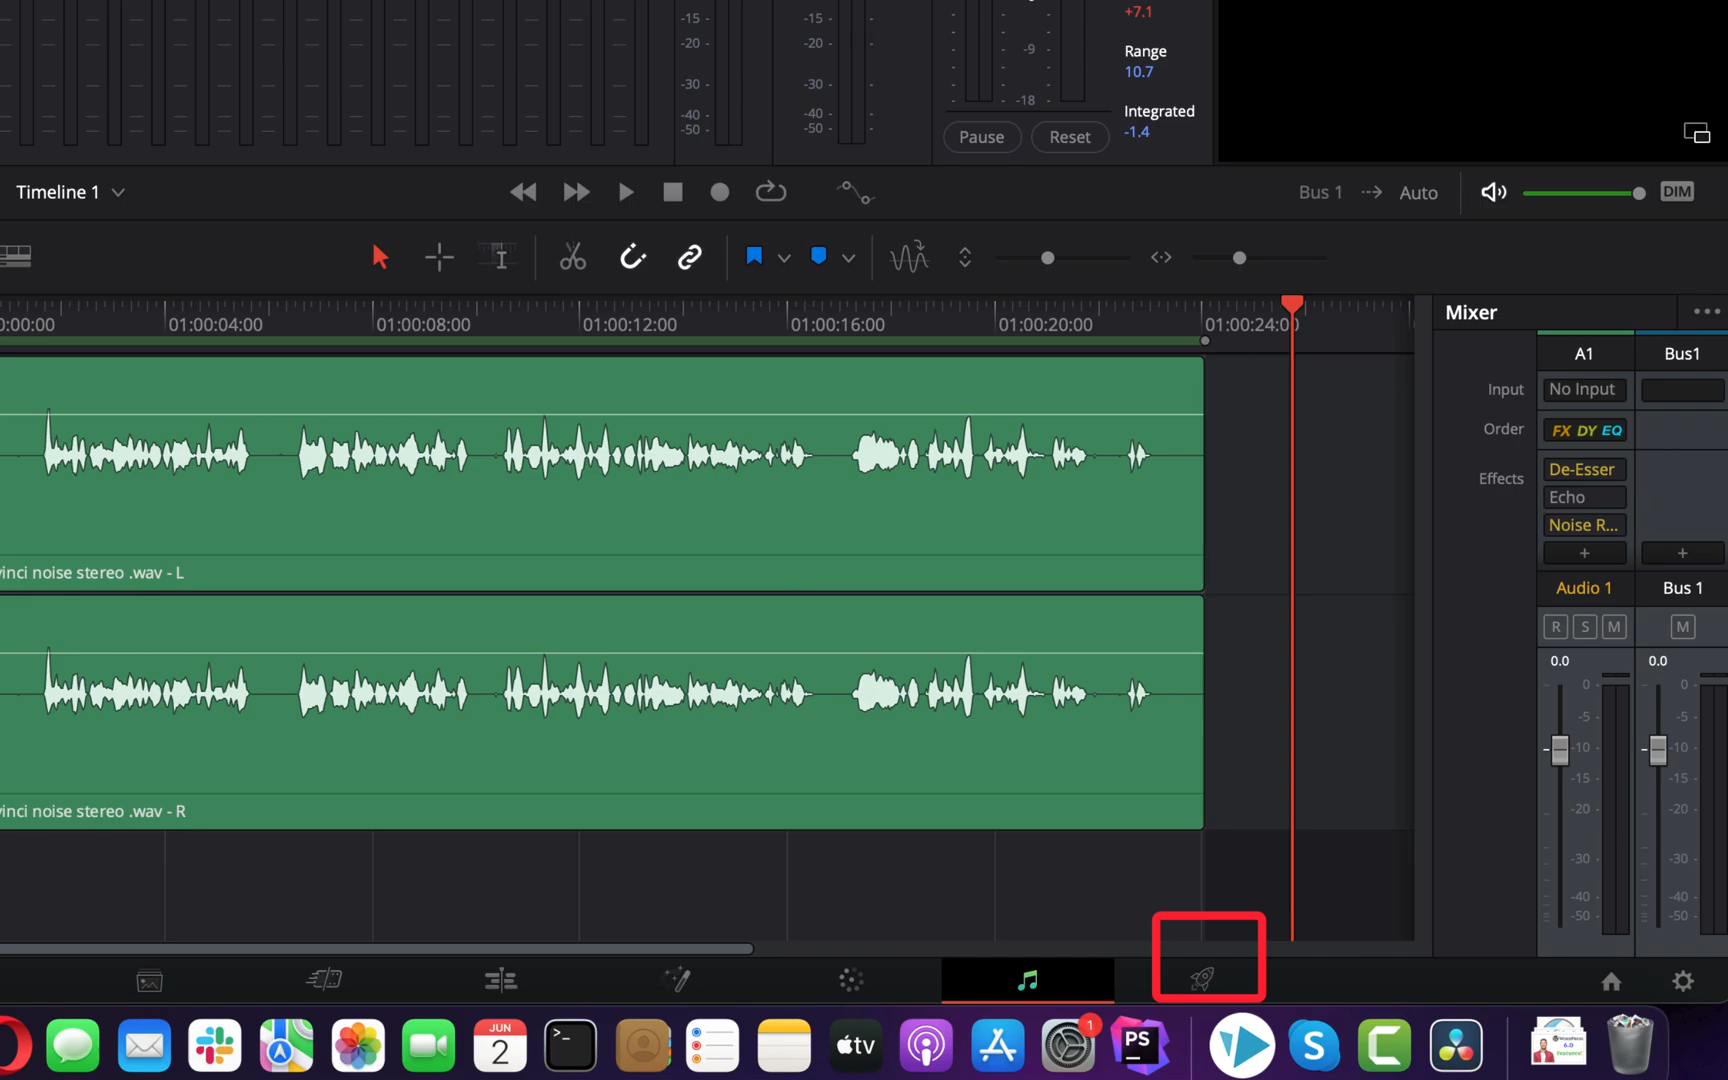 -15 -
-15 -
+7.1
-20 -
-20 -
-9
Range
10.7
-30 -
-30 -
-18
-40 -
-50 -
-40 -
-50 -
Integrated
-1.4
Pause
Reset
Timeline 1
Bus 1
Auto
DIM
0:00:00
01:00:04:00
01:00:08:00
01:00:12:00
01:00:16:00
01:00:20:00
01:00:24:00
Mixer
A1
Bus1
Input
No Input
Order
FX DY EQ
Effects
De-Esser
Echo
Noise R...
+
+
vinci noise stereo .wav - L
Audio 1
Bus 1
R S M
M
0.0
0.0
0
0
-5
-5
-10
-10
-15
-15
-20
-20
-30
-30
-40
-40
-50
-50
vinci noise stereo .wav - R
JUN
2
>_
tv
1
PS
S
C